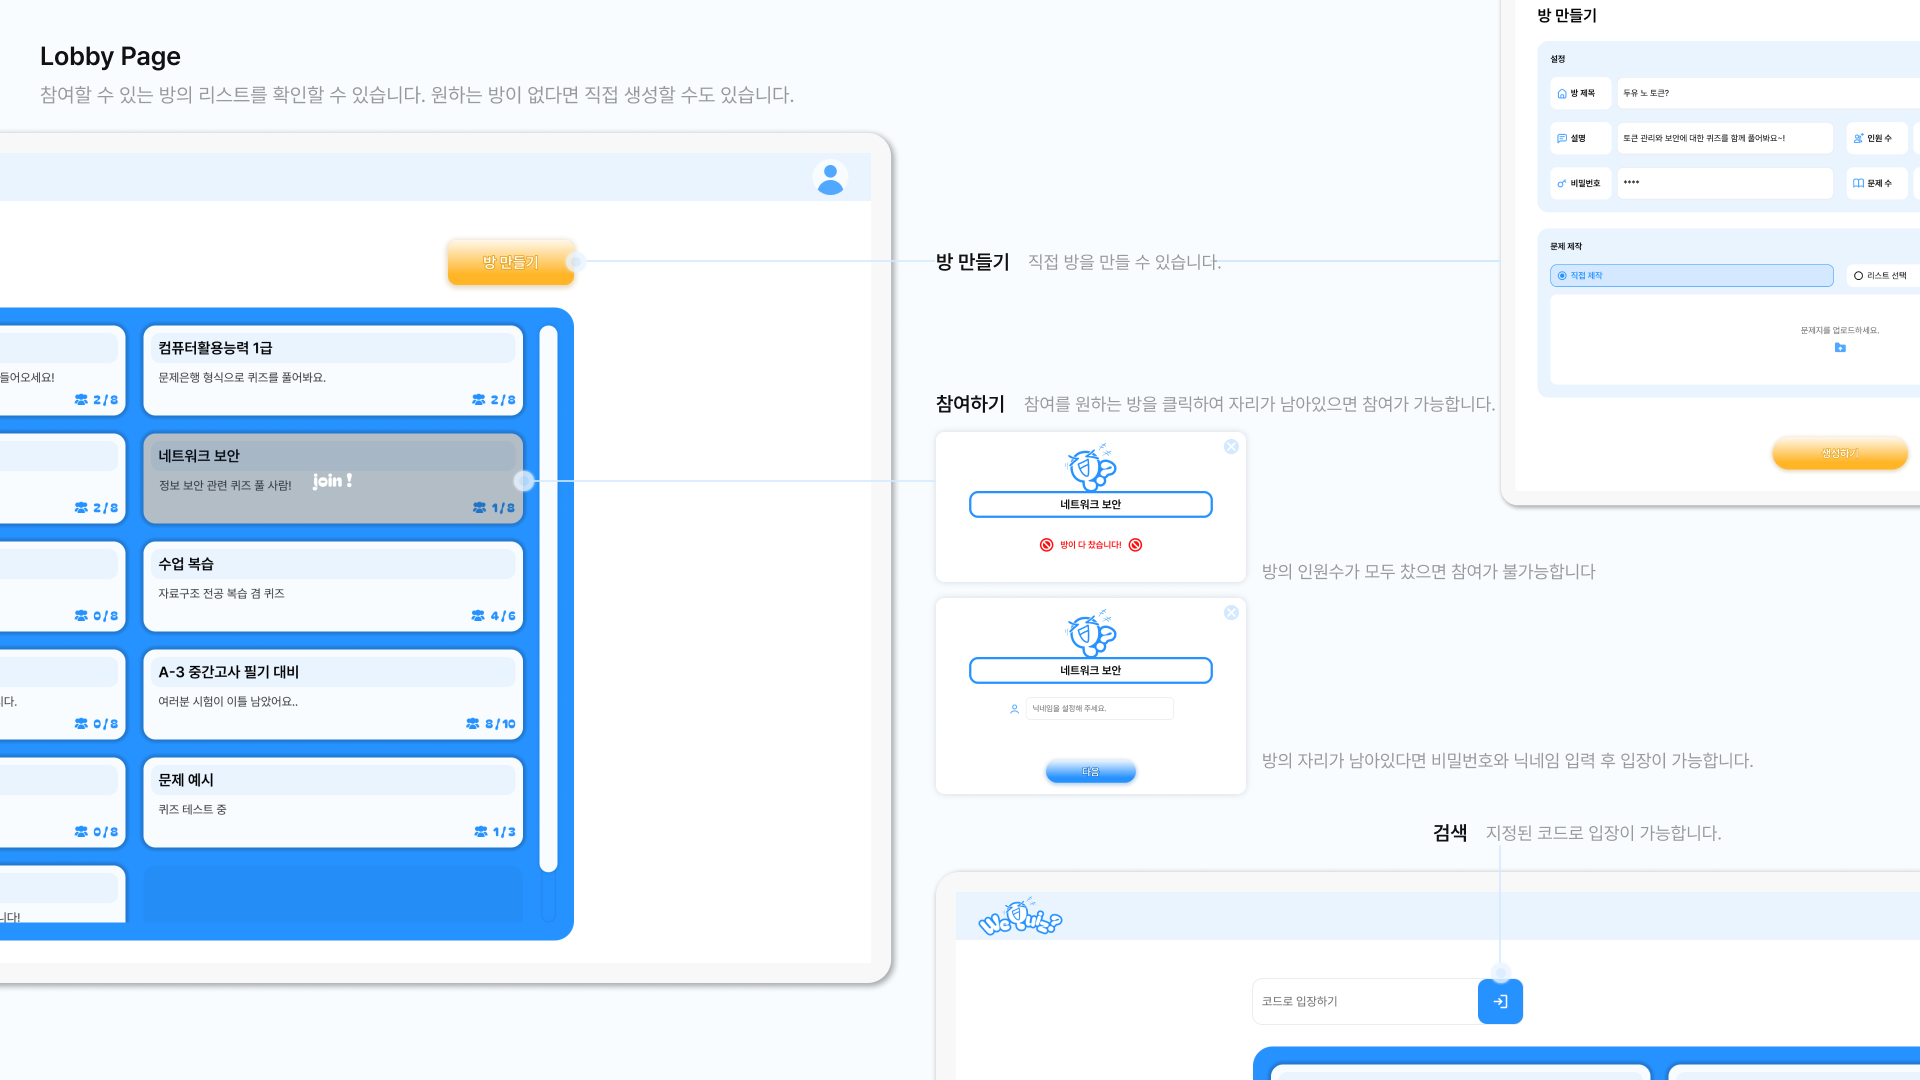 Lobby Page
참여할 수 있는 방의 리스트를 확인할 수 있습니다. 원하는 방이 없다면 직접 생성할 수도 있습니다.
방 만들기
들어오세요!
2/8
컴퓨터활용능력 1급
문제은행 형식으로 퀴즈를 풀어봐요.
2/8
2/8
네트워크 보안
정보 보안 관련 퀴즈 풀 사람!
join !
1/8
0/8
수업 복습
자료구조 전공 복습 겸 퀴즈
4/6
니다.
0/8
A-3 중간고사 필기 대비
여러분 시험이 이틀 남았어요..
8/10
0/8
문제 예시
퀴즈 테스트 중
1/3
니다!
방 만들기 직접 방을 만들 수 있습니다.
참여하기 참여를 원하는 방을 클릭하여 자리가 남아있으면 참여가 가능합니다.
네트워크 보안
방이 다 찼습니다!
방의 인원수가 모두 찼으면 참여가 불가능합니다
네트워크 보안
닉네임을 설정해 주세요.
다음
방의 자리가 남아있다면 비밀번호와 닉네임 입력 후 입장이 가능합니다.
방 만들기
설정
방 제목
두유 노 토큰?
설명
토큰 관리와 보안에 대한 퀴즈를 함께 풀어봐요~!
인원 수
비밀번호
****
문제 수
문제 제작
직접 제작
리스트 선택
문제지를 업로드하세요.
생성하기
검색 지정된 코드로 입장이 가능합니다.
WeQuis?
코드로 입장하기